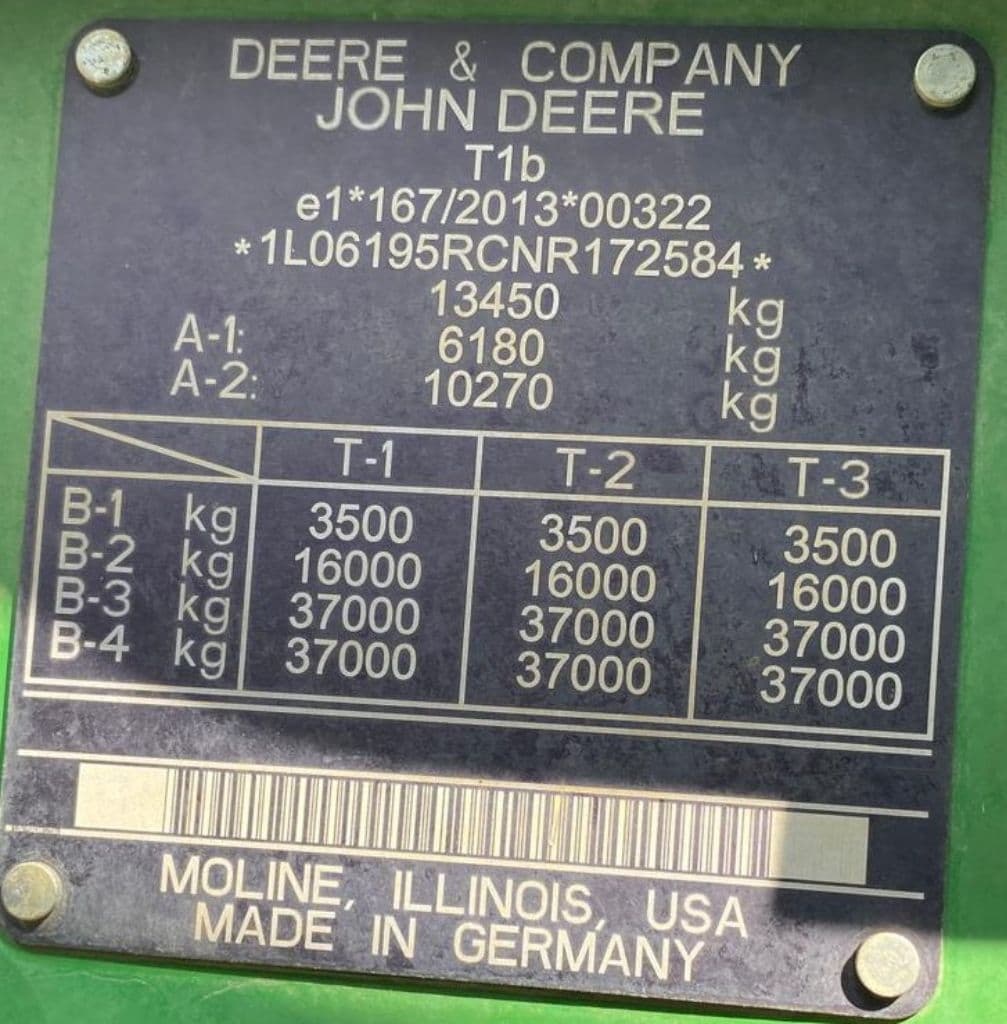 DEERE & COMPANY
JOHN DEERE
T1b
e1*167/2013*00322
*1L06195RCNR172584*
13450 kg
A-1: 6180 kg
A-2: 10270 kg
T-1 T-2 T-3
B-1 kg 3500 3500 3500
B-2 kg 16000 16000 16000
B-3 kg 37000 37000 37000
B-4 kg 37000 37000 37000
MOLINE, ILLINOIS, USA
MADE IN GERMANY